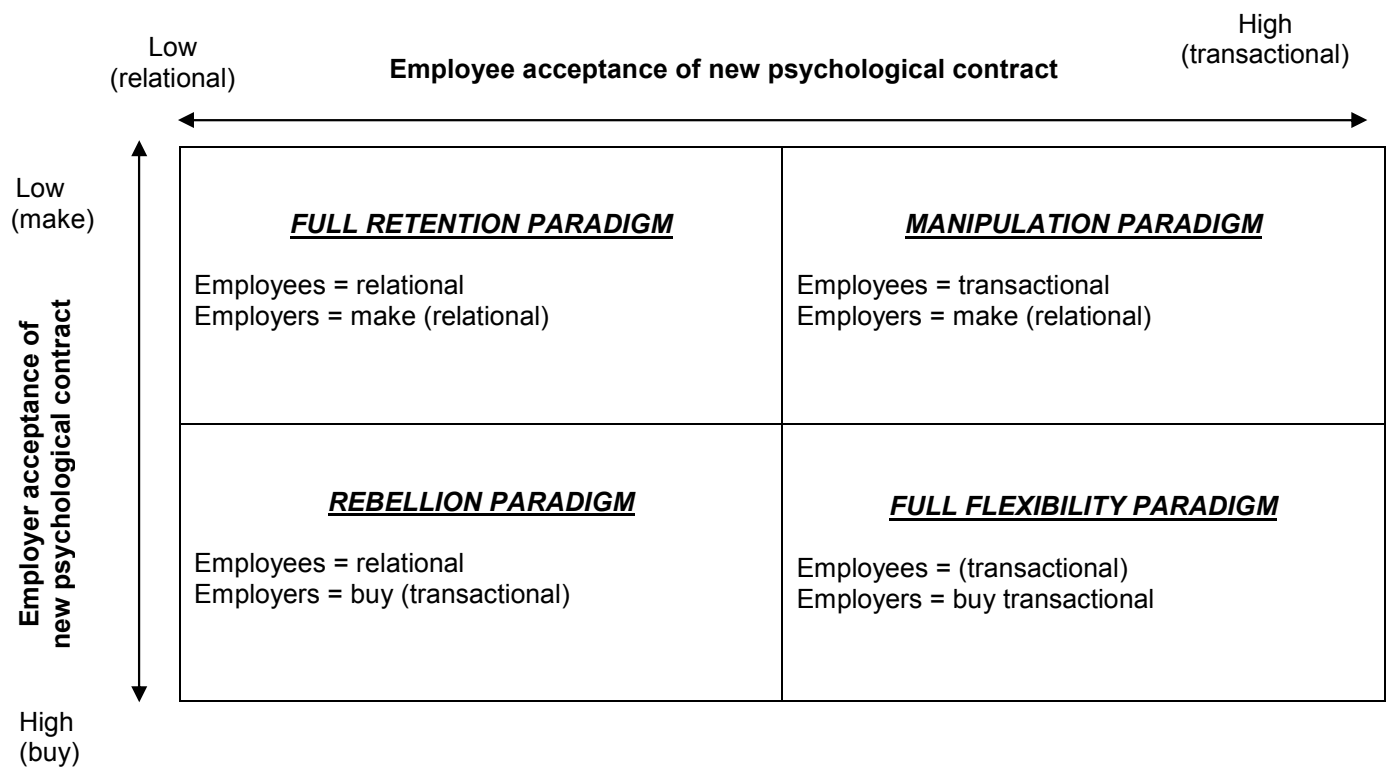 Low
(relational)
Employee acceptance of new psychological contract
High
(transactional)
Low
(make)
Employer acceptance of
new psychological contract
High
(buy)
FULL RETENTION PARADIGM
Employees = relational
Employers = make (relational)
MANIPULATION PARADIGM
Employees = transactional
Employers = make (relational)
REBELLION PARADIGM
Employees = relational
Employers = buy (transactional)
FULL FLEXIBILITY PARADIGM
Employees = (transactional)
Employers = buy transactional